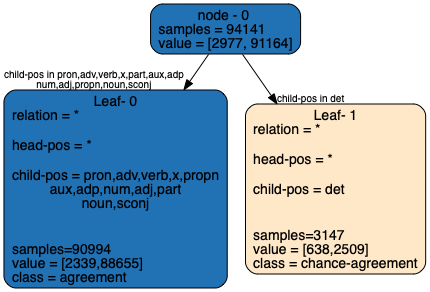 node - 0
samples = 94141
value = [2977, 91164]
child-pos in pron,adv,verb,x,part,aux,adp
num,adj,propn,noun,sconj
child-pos in det
Leaf- 0
relation = *
head-pos = *
child-pos = pron,adv,verb,x,propn
aux,adp,num,adj,part
noun,sconj
samples=90994
value = [2339,88655]
class = agreement
Leaf- 1
relation = *
head-pos = *
child-pos = det
samples=3147
value = [638,2509]
class = chance-agreement